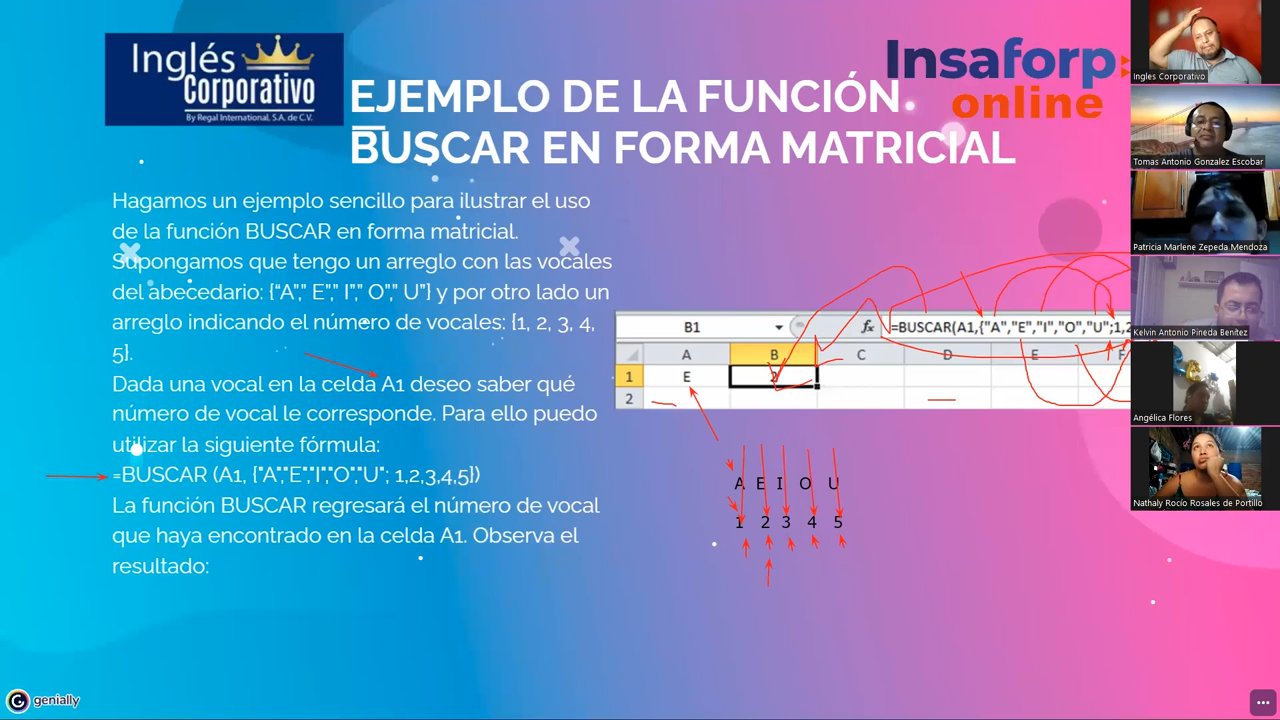 Inglés
Corporativo
By Regal International, S.A. de C.V.
EJEMPLO DE LA FUNCIÓN
BUSCAR EN FORMA MATRICIAL
Insaforp
online
Hagamos un ejemplo sencillo para ilustrar el uso
de la función BUSCAR en forma matricial.
Supongamos que tengo un arreglo con las vocales
del abecedario: {“A”,” E”,” I”,” O”,” U”} y por otro lado un
arreglo indicando el número de vocales: {1, 2, 3, 4,
5}.
Dada una vocal en la celda A1 deseo saber qué
número de vocal le corresponde. Para ello puedo
utilizar la siguiente fórmula:
=BUSCAR (A1, {"A","E","I","O","U"; 1,2,3,4,5})
La función BUSCAR regresará el número de vocal
que haya encontrado en la celda A1. Observa el
resultado:
B1 fx =BUSCAR(A1,{"A","E","I","O","U";1,2
A B C D E F
1 E 2
2
A E I O U
1 2 3 4 5
Ingles Corporativo
Tomas Antonio Gonzalez Escobar
Patricia Marlene Zepeda Mendoza
Kelvin Antonio Pineda Benítez
Angélica Flores
Nathaly Rocío Rosales de Portillo
genially